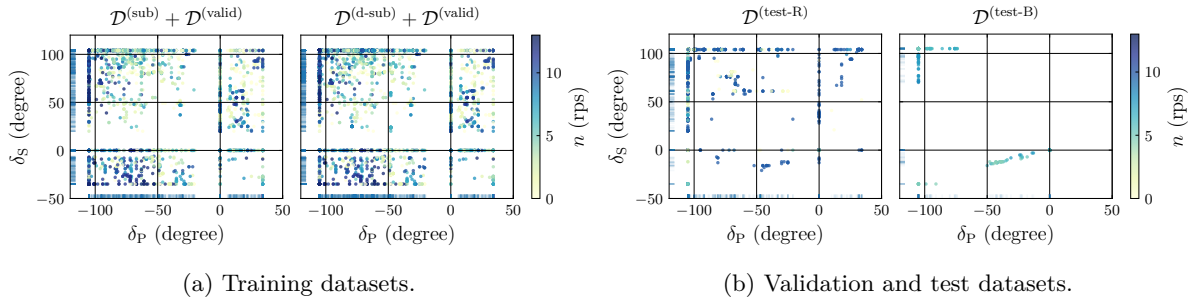 𝒟^(sub) + 𝒟^(valid)
𝒟^(d-sub) + 𝒟^(valid)
δ_S (degree)
100
50
0
−50
−100 −50 0 50
−100 −50 0 50
δ_P (degree)
δ_P (degree)
10
5
0
n (rps)
(a) Training datasets.
𝒟^(test-R)
𝒟^(test-B)
δ_S (degree)
100
50
0
−50
−100 −50 0 50
−100 −50 0 50
δ_P (degree)
δ_P (degree)
10
5
0
n (rps)
(b) Validation and test datasets.